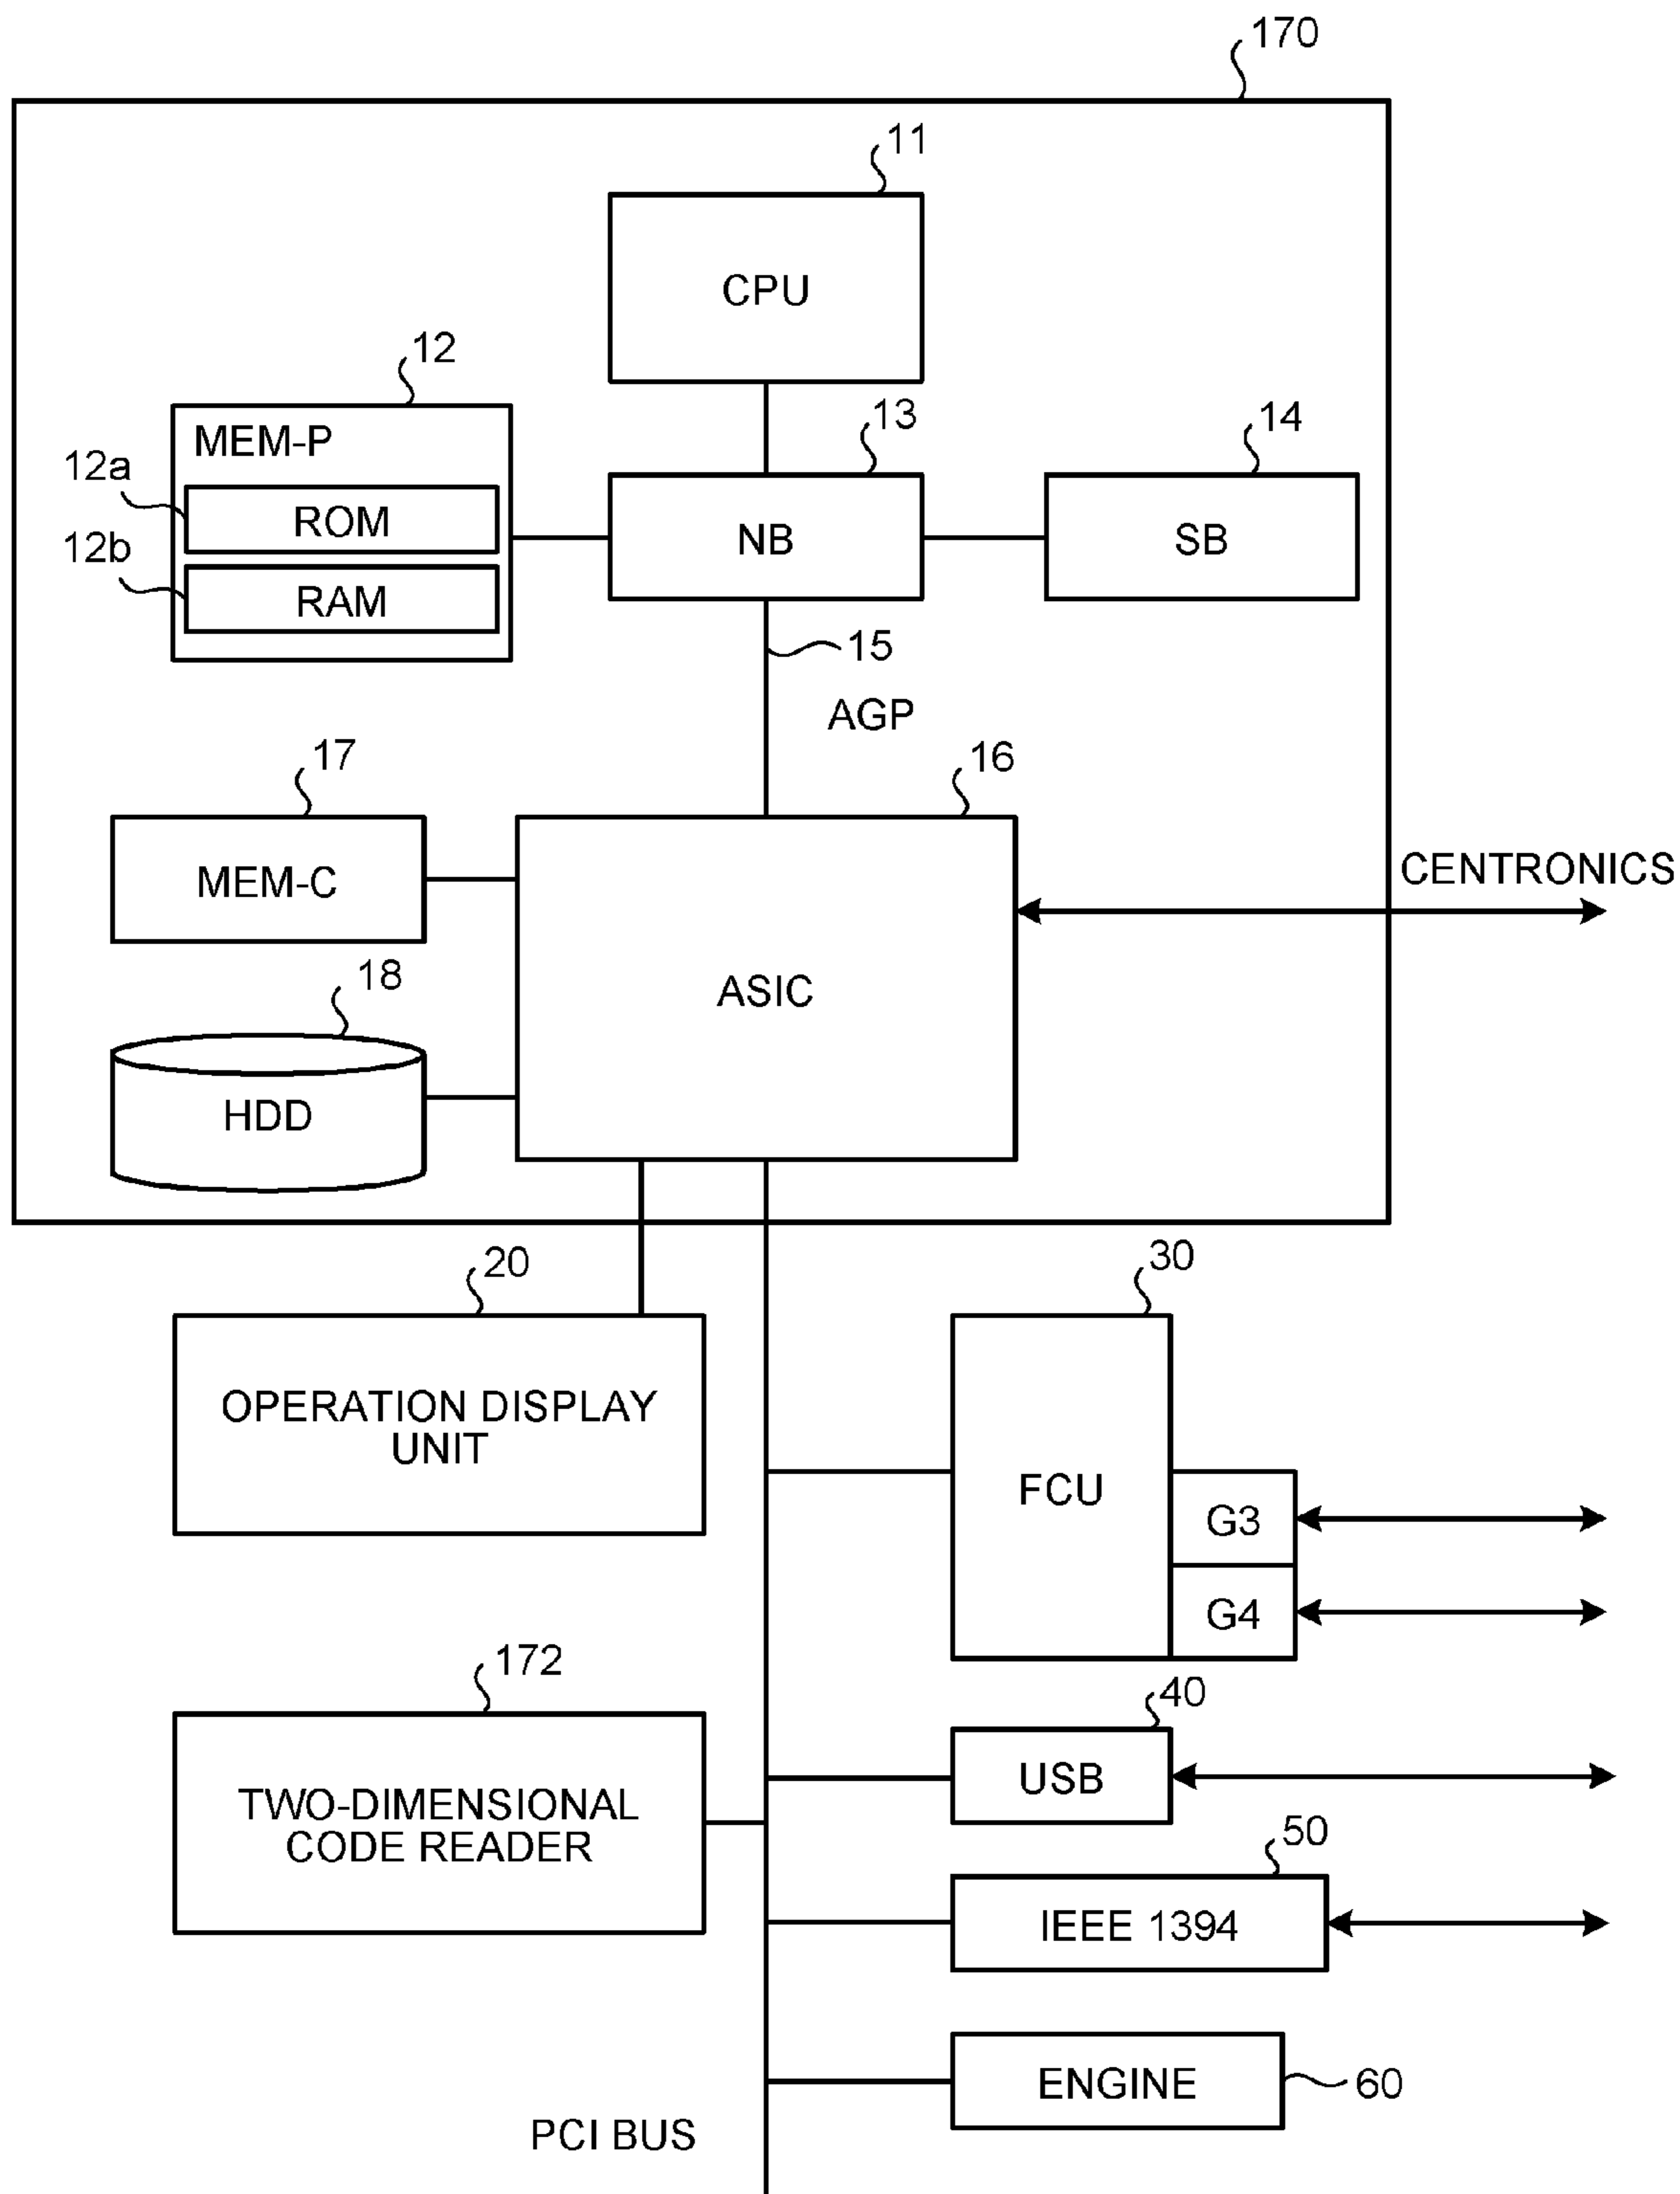 170
11
CPU
12
MEM-P
13
14
12a
ROM
NB
SB
12b
RAM
15
AGP
17
16
MEM-C
CENTRONICS
18
ASIC
HDD
20
30
OPERATION DISPLAY
UNIT
FCU
G3
G4
172
40
TWO-DIMENSIONAL
CODE READER
USB
50
IEEE 1394
ENGINE
60
PCI BUS